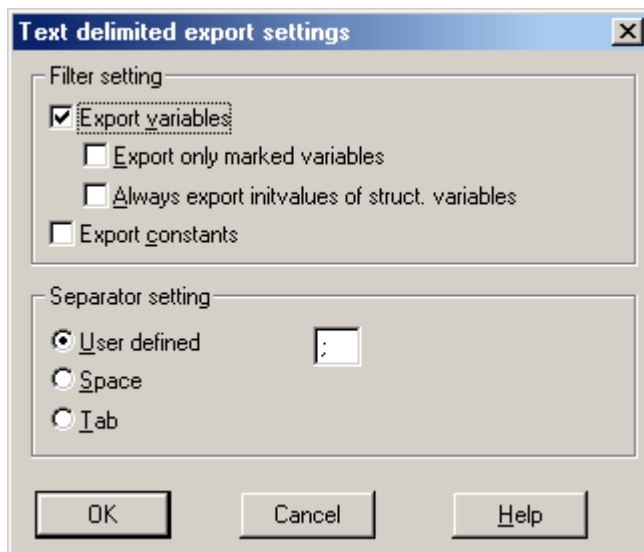 Text delimited export settings
Filter setting
Export variables
Export only marked variables
Always export initvalues of struct. variables
Export constants
Separator setting
User defined ;
Space
Tab
OK Cancel Help